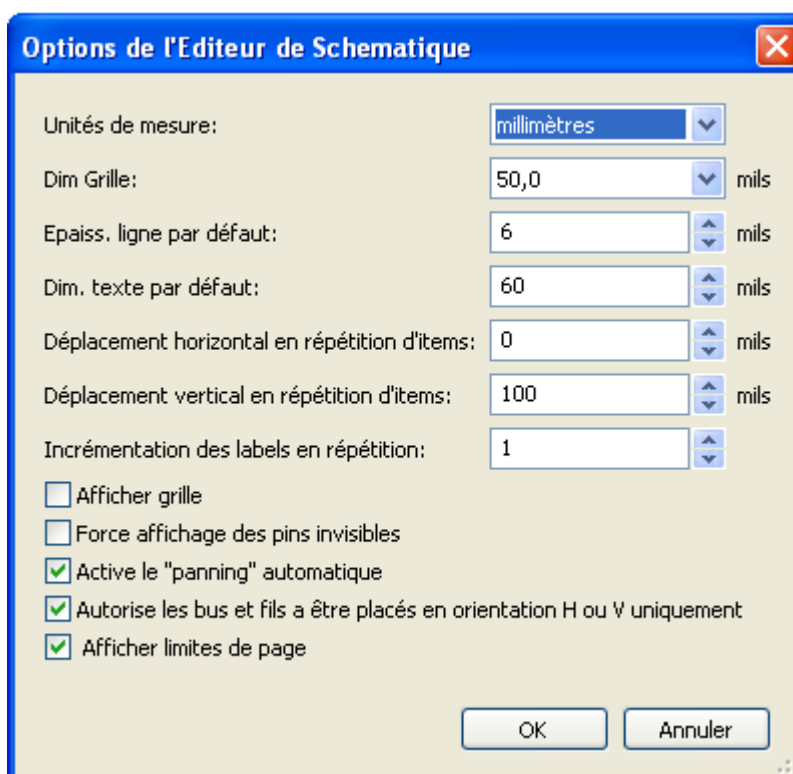 Options de l'Editeur de Schematique
Unités de mesure: millimètres
Dim Grille: 50,0 mils
Epaiss. ligne par défaut: 6 mils
Dim. texte par défaut: 60 mils
Déplacement horizontal en répétition d'items: 0 mils
Déplacement vertical en répétition d'items: 100 mils
Incrémentation des labels en répétition: 1
Afficher grille
Force affichage des pins invisibles
Active le "panning" automatique
Autorise les bus et fils a être placés en orientation H ou V uniquement
Afficher limites de page
OK Annuler